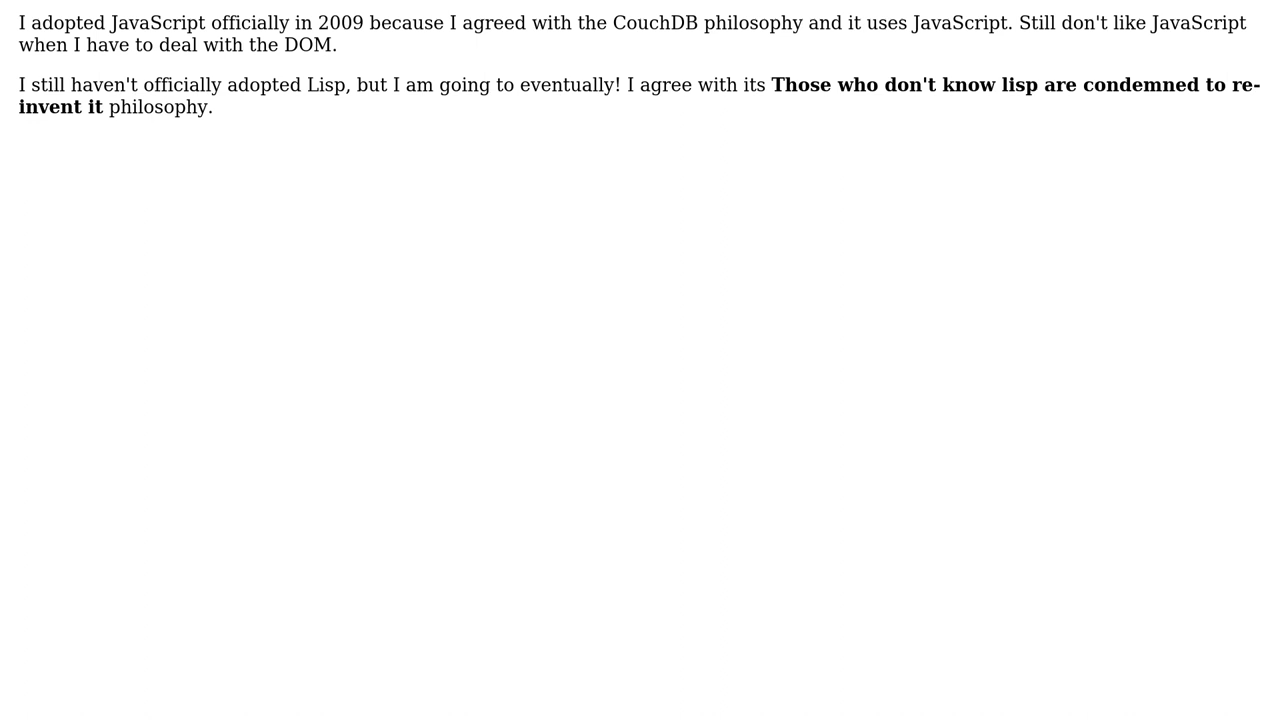 I adopted JavaScript officially in 2009 because I agreed with the CouchDB philosophy and it uses JavaScript. Still don't like JavaScript
when I have to deal with the DOM.
I still haven't officially adopted Lisp, but I am going to eventually! I agree with its Those who don't know lisp are condemned to re-
invent it philosophy.